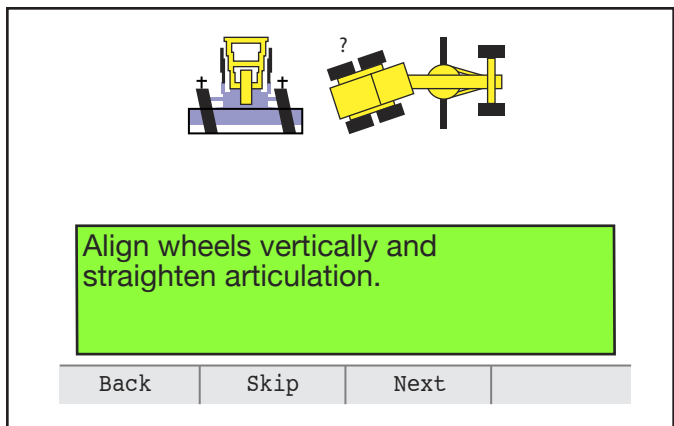 ?
Align wheels vertically and
straighten articulation.
Back Skip Next